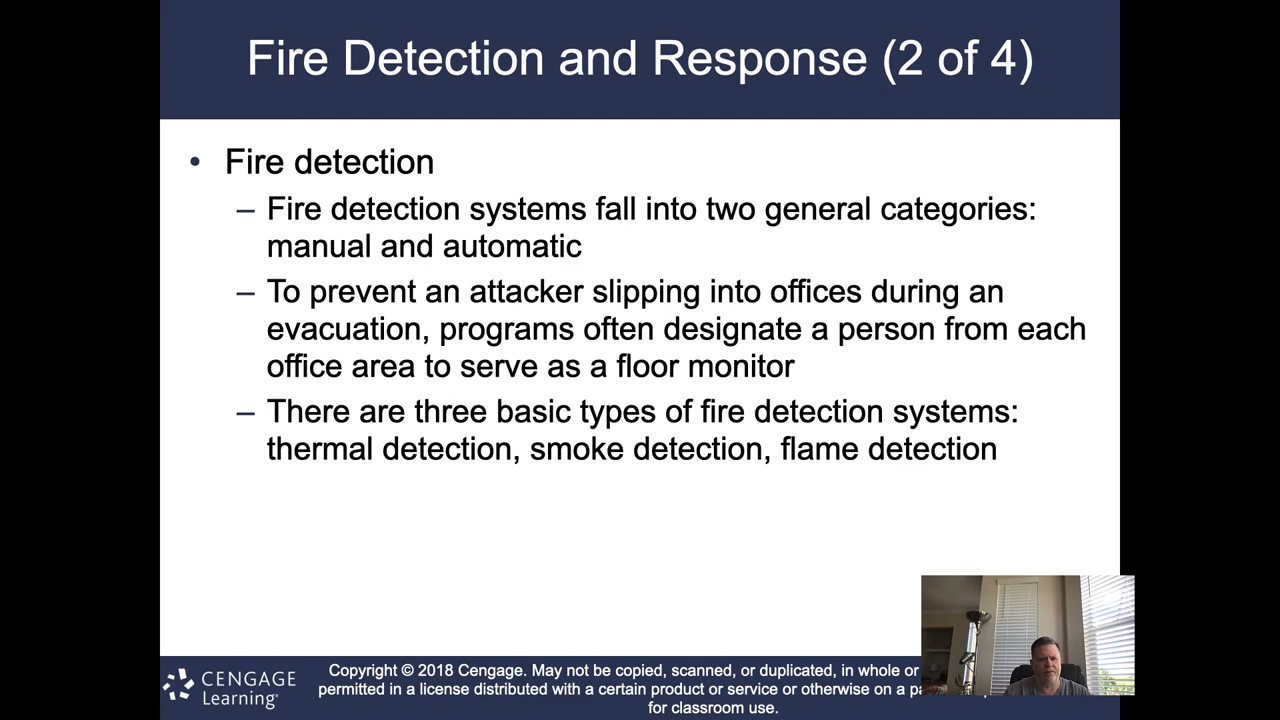 Fire Detection and Response (2 of 4)
• Fire detection
– Fire detection systems fall into two general categories:
manual and automatic
– To prevent an attacker slipping into offices during an
evacuation, programs often designate a person from each
office area to serve as a floor monitor
– There are three basic types of fire detection systems:
thermal detection, smoke detection, flame detection
CENGAGE
Learning
Copyright © 2018 Cengage. May not be copied, scanned, or duplicated, in whole or
permitted in a license distributed with a certain product or service or otherwise on a
for classroom use.